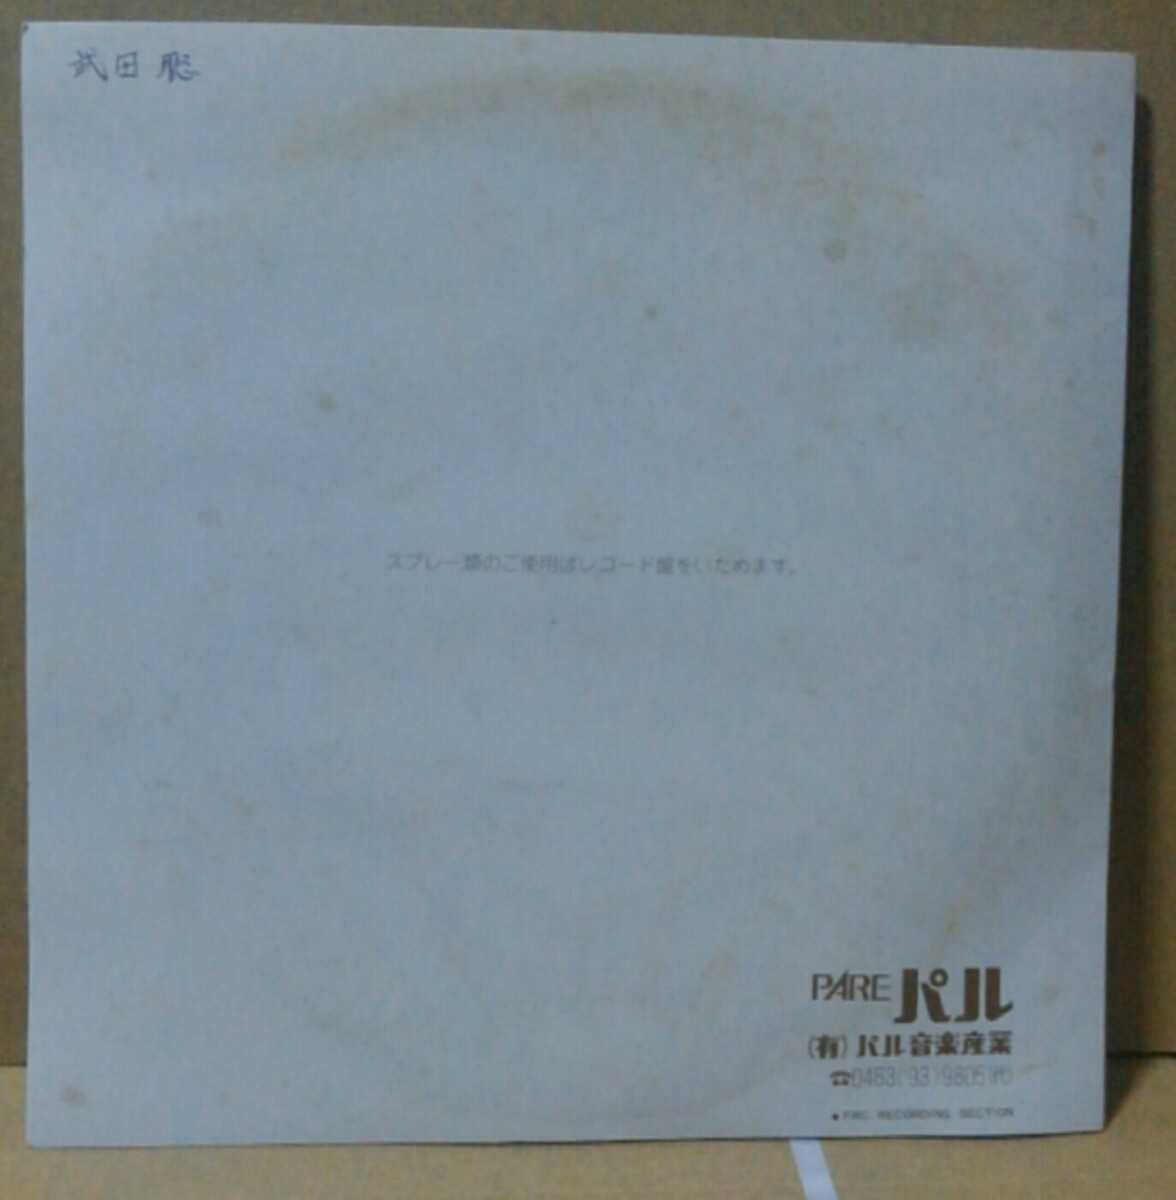 武田 聡
スプレー類のご使用はレコード盤をいためます。
PARE パル
(有)パル音楽産業
☎0463(93)9805㈹
▲FRC RECORDING SECTION